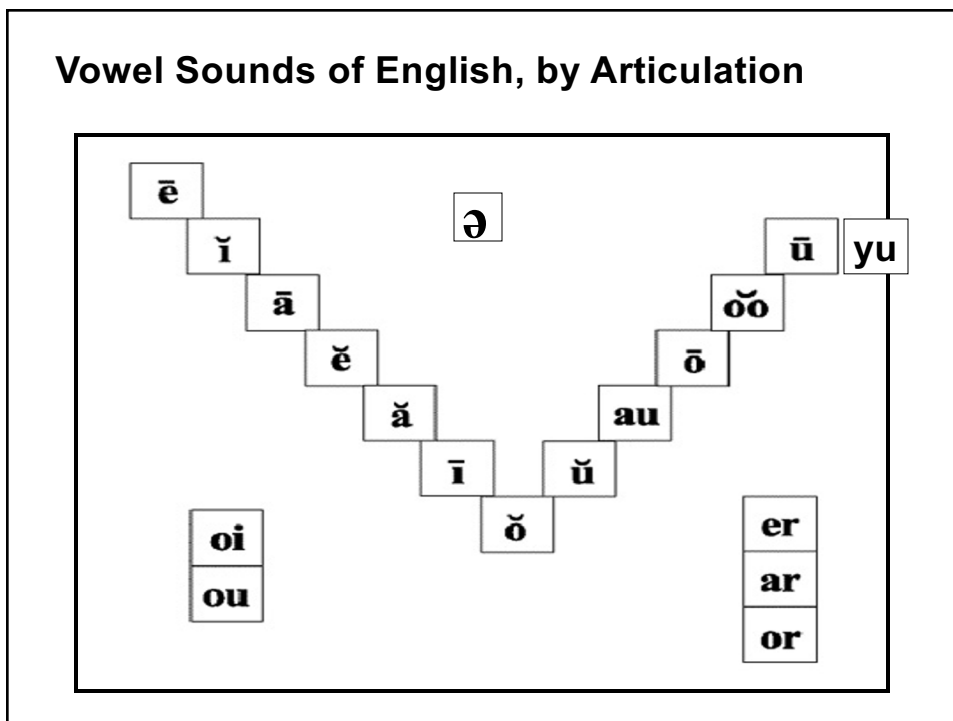 Vowel Sounds of English, by Articulation
ē
ə
ĭ
ū yu
ā
o͝o
ĕ
ō
ă
au
ī
ŭ
ŏ
oi
er
ou
ar
or